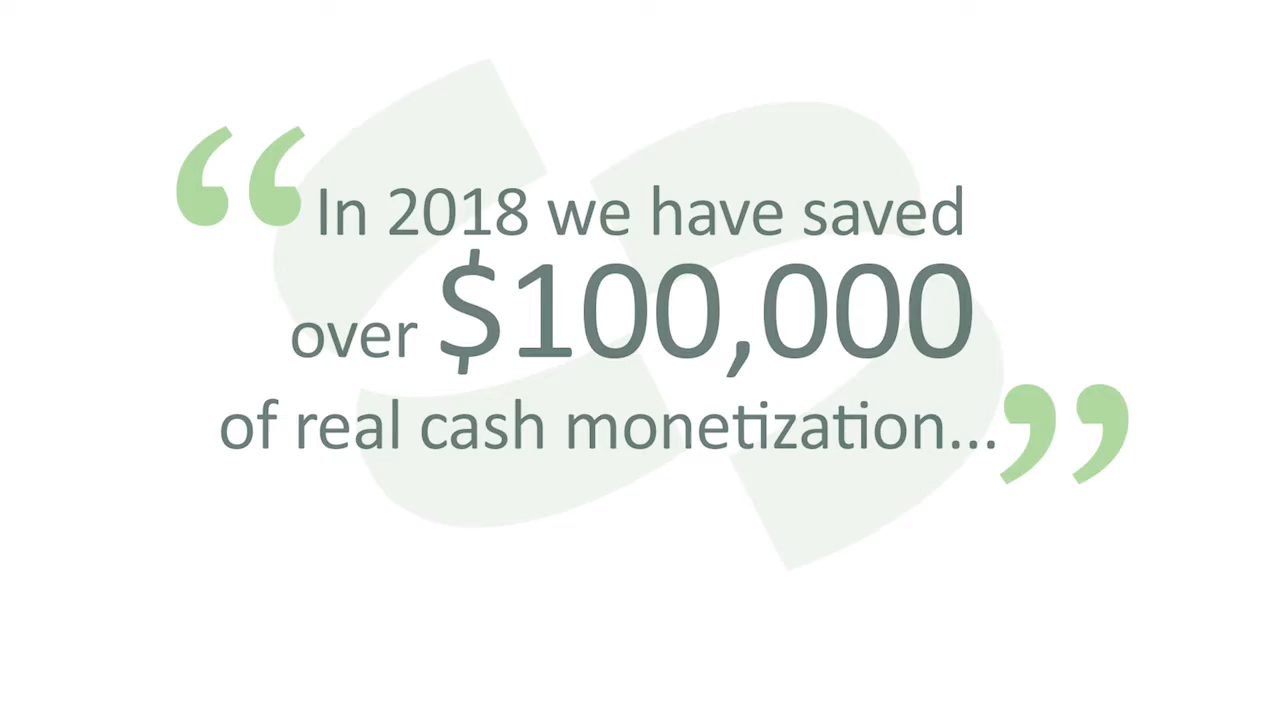 “In 2018 we have saved
over $100,000
of real cash monetization...”